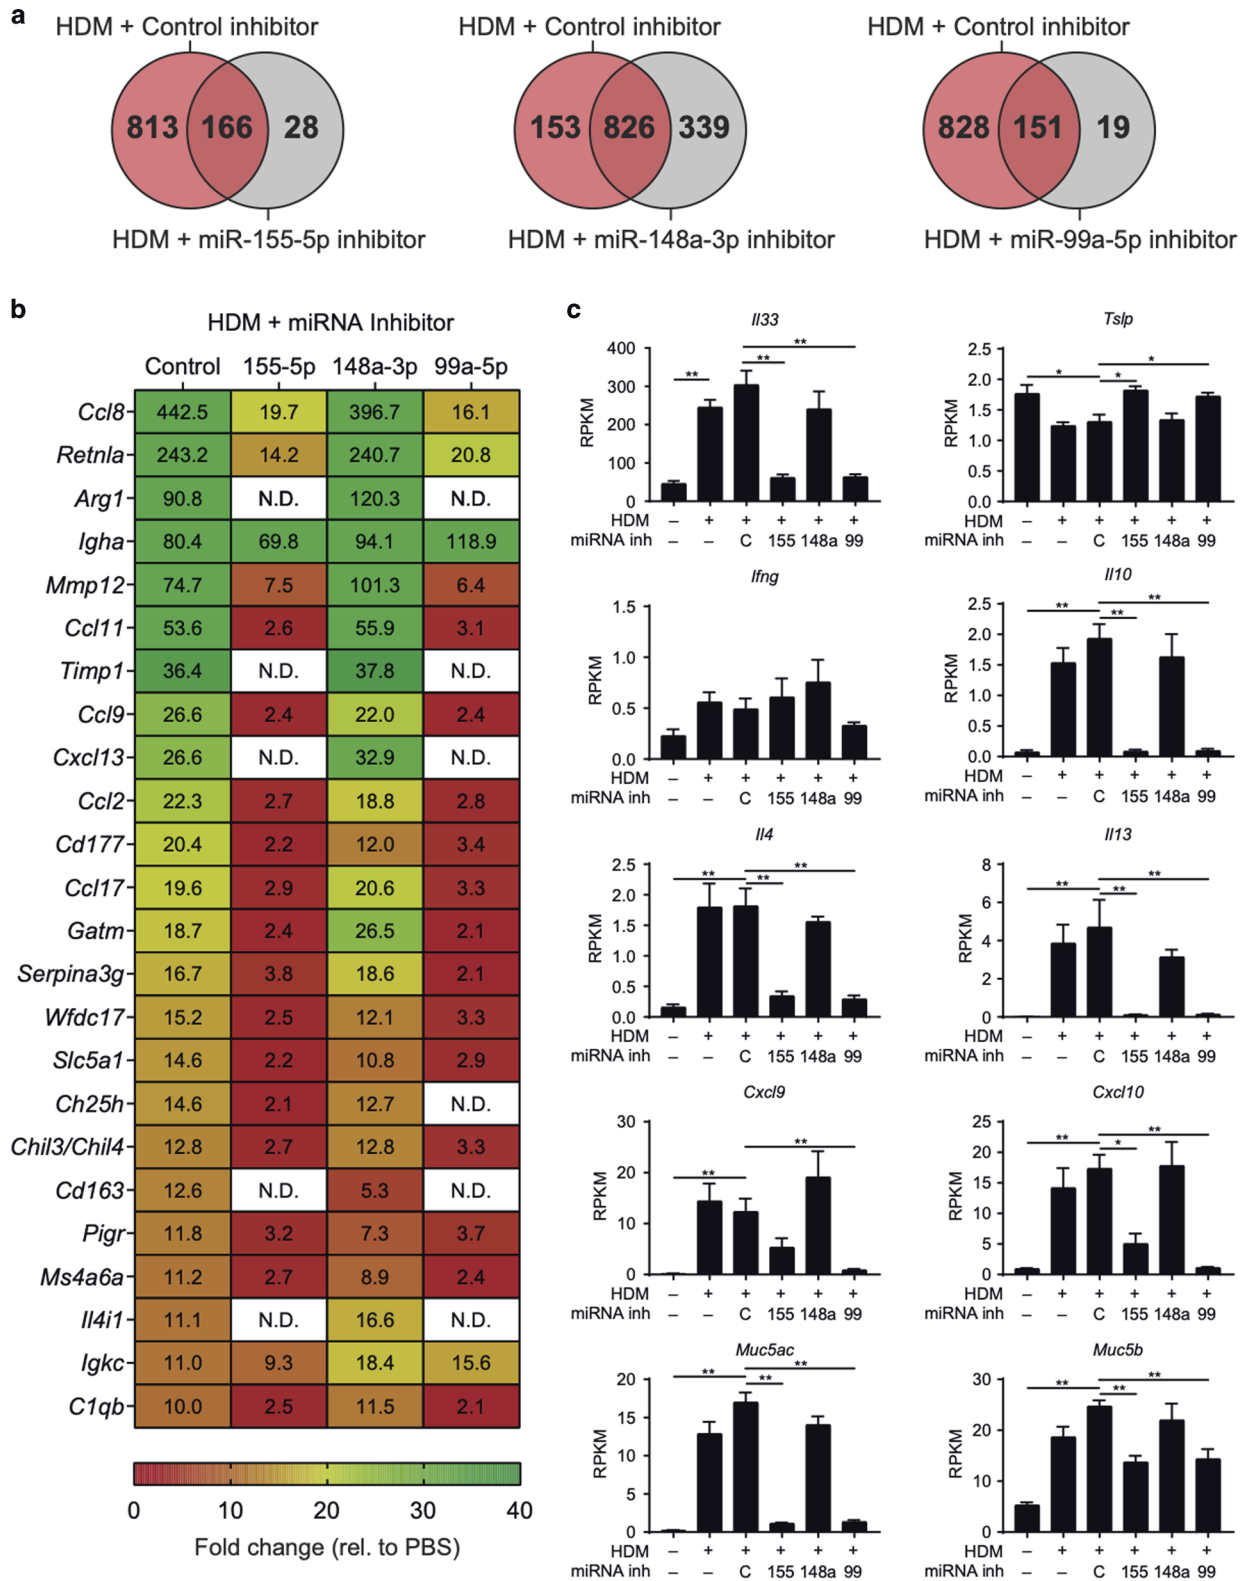 a
HDM + Control inhibitor
813 166 28
HDM + miR-155-5p inhibitor
HDM + Control inhibitor
153 826 339
HDM + miR-148a-3p inhibitor
HDM + Control inhibitor
828 151 19
HDM + miR-99a-5p inhibitor
b
HDM + miRNA Inhibitor
Control 155-5p 148a-3p 99a-5p
Ccl8 442.5 19.7 396.7 16.1
Retnla 243.2 14.2 240.7 20.8
Arg1 90.8 N.D. 120.3 N.D.
Igha 80.4 69.8 94.1 118.9
Mmp12 74.7 7.5 101.3 6.4
Ccl11 53.6 2.6 55.9 3.1
Timp1 36.4 N.D. 37.8 N.D.
Ccl9 26.6 2.4 22.0 2.4
Cxcl13 26.6 N.D. 32.9 N.D.
Ccl2 22.3 2.7 18.8 2.8
Cd177 20.4 2.2 12.0 3.4
Ccl17 19.6 2.9 20.6 3.3
Gatm 18.7 2.4 26.5 2.1
Serpina3g 16.7 3.8 18.6 2.1
Wfdc17 15.2 2.5 12.1 3.3
Slc5a1 14.6 2.2 10.8 2.9
Ch25h 14.6 2.1 12.7 N.D.
Chil3/Chil4 12.8 2.7 12.8 3.3
Cd163 12.6 N.D. 5.3 N.D.
Pigr 11.8 3.2 7.3 3.7
Ms4a6a 11.2 2.7 8.9 2.4
Il4i1 11.1 N.D. 16.6 N.D.
Igkc 11.0 9.3 18.4 15.6
C1qb 10.0 2.5 11.5 2.1
0 10 20 30 40
Fold change (rel. to PBS)
c
Il33
400
300
200
100
0
RPKM
** ** **
HDM – + + + + +
miRNA inh – – C 155 148a 99
Tslp
2.5
2.0
1.5
1.0
0.5
0.0
RPKM
* * *
HDM – + + + + +
miRNA inh – – C 155 148a 99
Ifng
1.5
1.0
0.5
0.0
RPKM
HDM – + + + + +
miRNA inh – – C 155 148a 99
Il10
2.5
2.0
1.5
1.0
0.5
0.0
RPKM
** ** **
HDM – + + + + +
miRNA inh – – C 155 148a 99
Il4
2.5
2.0
1.5
1.0
0.5
0.0
RPKM
** ** **
HDM – + + + + +
miRNA inh – – C 155 148a 99
Il13
8
6
4
2
0
RPKM
** ** **
HDM – + + + + +
miRNA inh – – C 155 148a 99
Cxcl9
30
20
10
0
RPKM
** **
HDM – + + + + +
miRNA inh – – C 155 148a 99
Cxcl10
25
20
15
10
5
0
RPKM
** * **
HDM – + + + + +
miRNA inh – – C 155 148a 99
Muc5ac
20
15
10
5
0
RPKM
** ** **
HDM – + + + + +
miRNA inh – – C 155 148a 99
Muc5b
30
20
10
0
RPKM
** ** **
HDM – + + + + +
miRNA inh – – C 155 148a 99